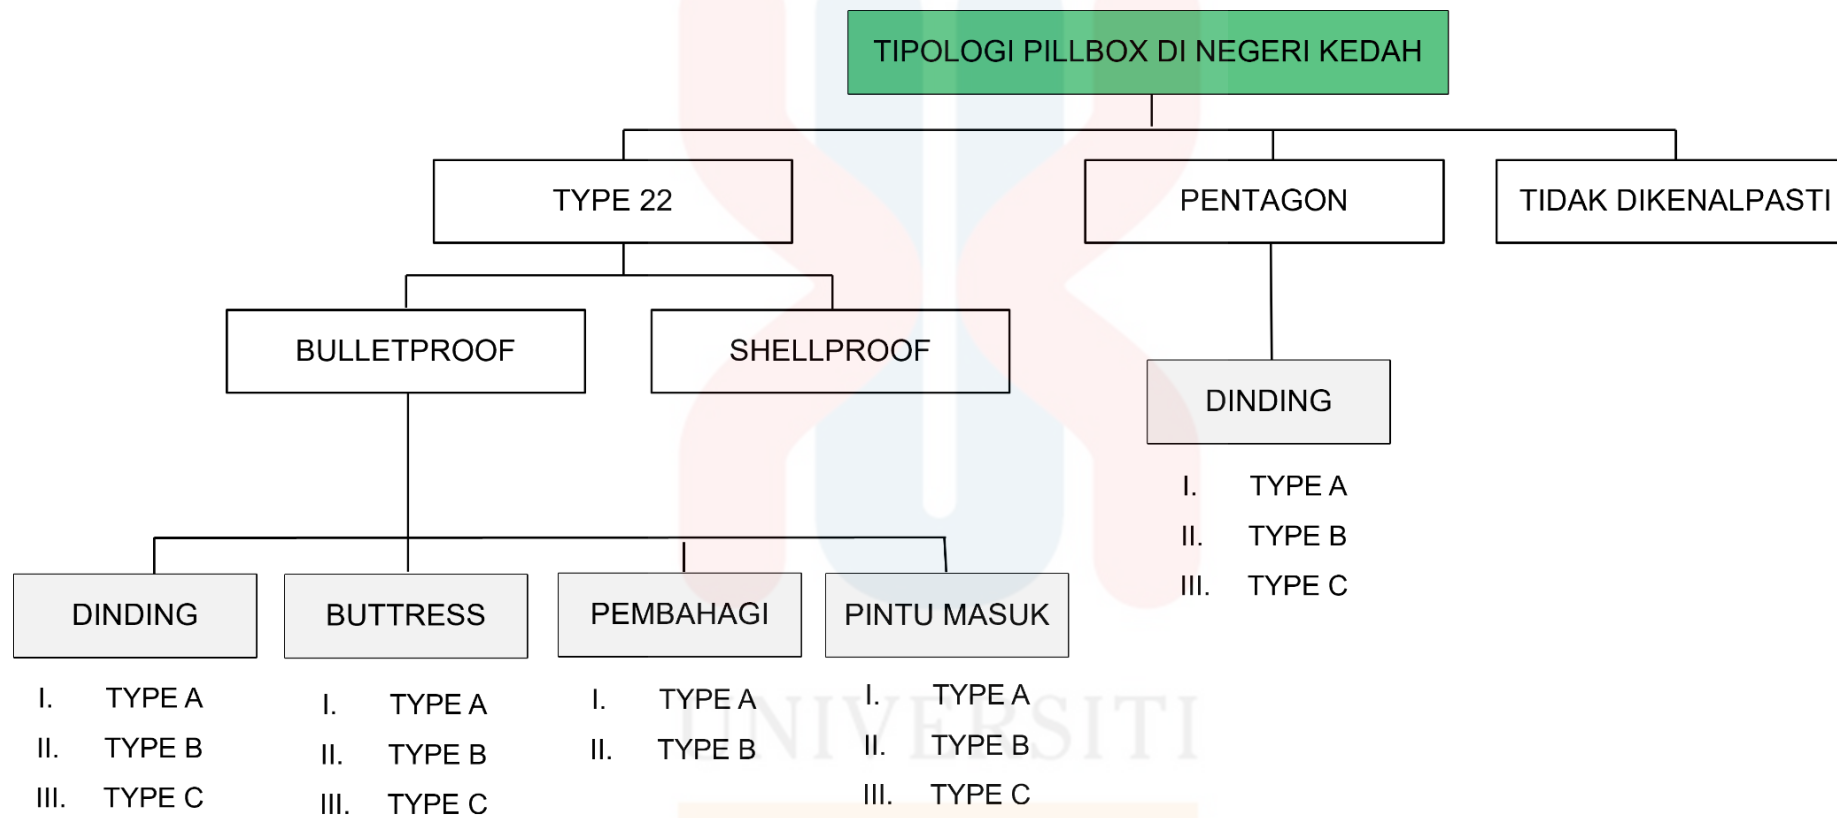 TIPOLOGI PILLBOX DI NEGERI KEDAH
TYPE 22
PENTAGON
TIDAK DIKENALPASTI
BULLETPROOF
SHELLPROOF
DINDING
I. TYPE A
II. TYPE B
III. TYPE C
DINDING
I. TYPE A
II. TYPE B
III. TYPE C
BUTTRESS
I. TYPE A
II. TYPE B
III. TYPE C
PEMBAHAGI
I. TYPE A
II. TYPE B
PINTU MASUK
I. TYPE A
II. TYPE B
III. TYPE C
UNIVERSITI